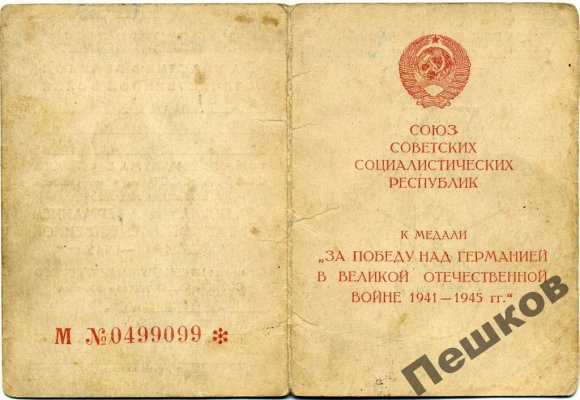 М №0499099 *
СОЮЗ
СОВЕТСКИХ
СОЦИАЛИСТИЧЕСКИХ
РЕСПУБЛИК
К МЕДАЛИ
„ЗА ПОБЕДУ НАД ГЕРМАНИЕЙ
В ВЕЛИКОЙ ОТЕЧЕСТВЕННОЙ
ВОЙНЕ 1941—1945 гг.“
Пешков